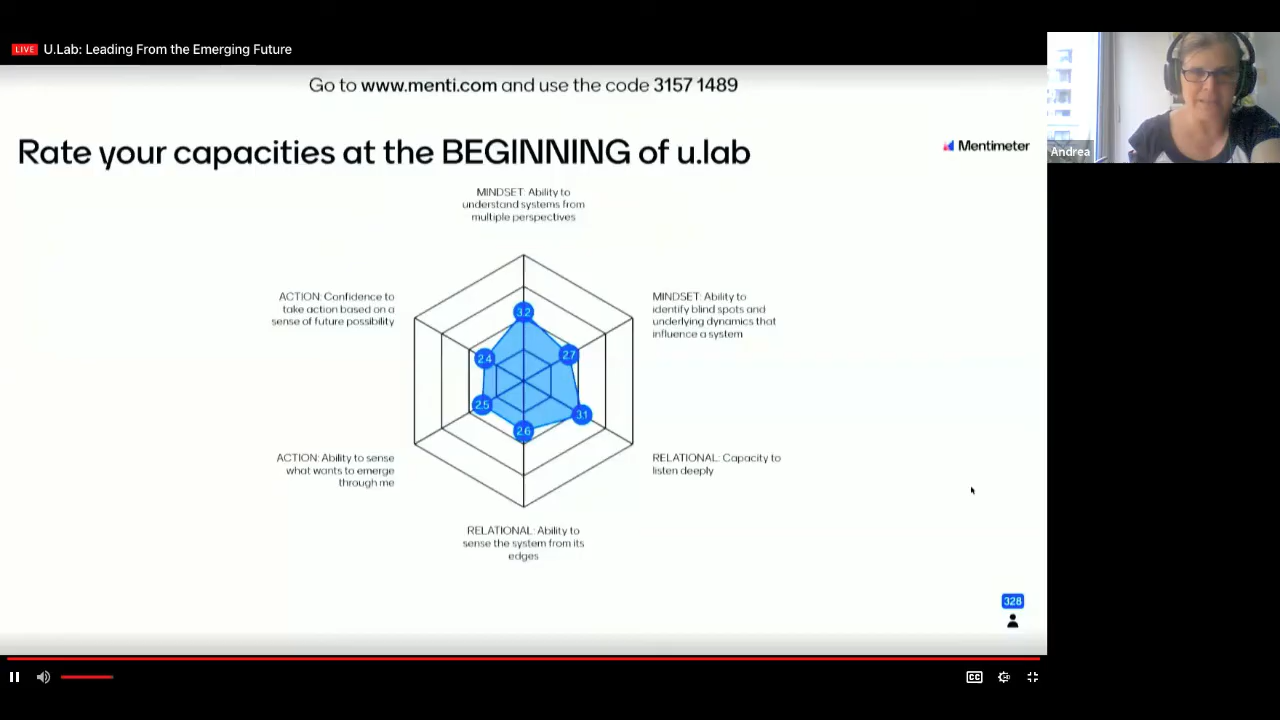 LIVE U.Lab: Leading From the Emerging Future
Go to www.menti.com and use the code 3157 1489
Rate your capacities at the BEGINNING of u.lab
Mentimeter
Andrea
MINDSET: Ability to
understand systems from
multiple perspectives
ACTION: Confidence to
take action based on a
sense of future possibility
MINDSET: Ability to
identify blind spots and
underlying dynamics that
influence a system
3.2
2.4
2.7
2.5
3.1
2.6
ACTION: Ability to sense
what wants to emerge
through me
RELATIONAL: Capacity to
listen deeply
RELATIONAL: Ability to
sense the system from its
edges
328
CC